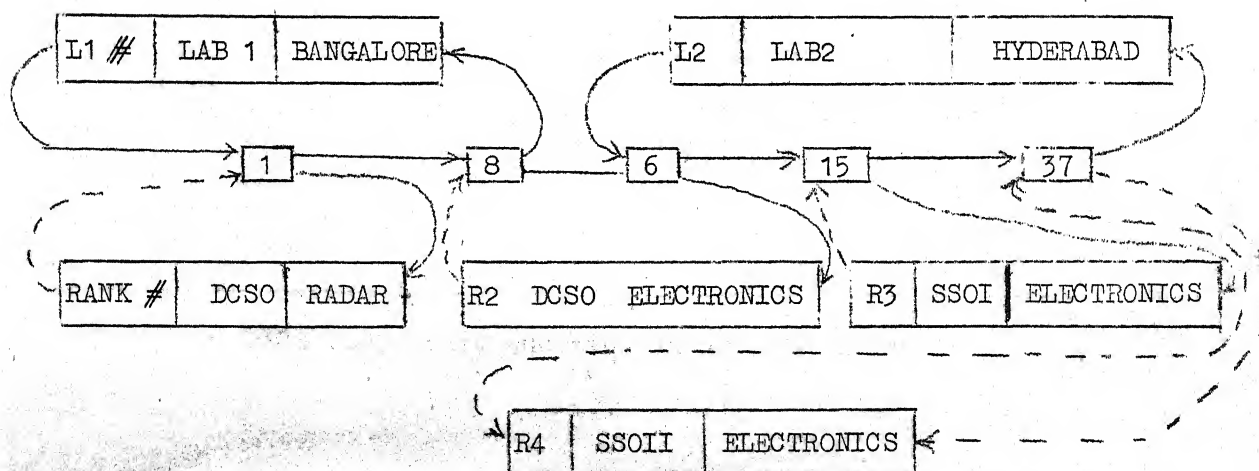 L1 # LAB 1 BANGALORE L2 LAB2 HYDERABAD
1 8 6 15 37
RANK # DCSO RADAR R2 DCSO ELECTRONICS R3 SSOI ELECTRONICS
R4 SSOII ELECTRONICS